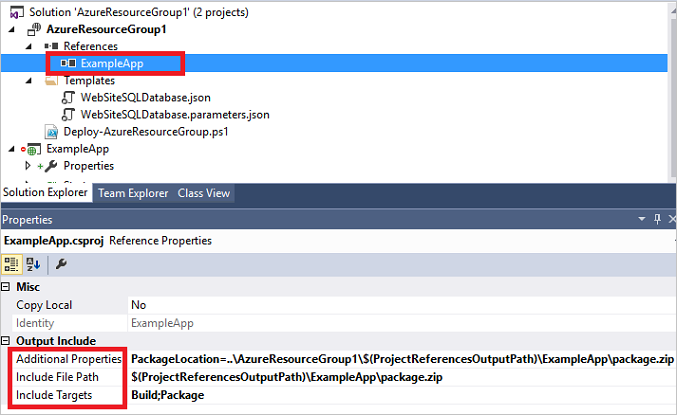 Solution 'AzureResourceGroup1' (2 projects)
AzureResourceGroup1
References
ExampleApp
Templates
WebSiteSQLDatabase.json
WebSiteSQLDatabase.parameters.json
Deploy-AzureResourceGroup.ps1
ExampleApp
Properties
Solution Explorer Team Explorer Class View
Properties
ExampleApp.csproj Reference Properties
Misc
Copy Local No
Identity ExampleApp
Output Include
Additional Properties PackageLocation=..\AzureResourceGroup1\$(ProjectReferencesOutputPath)\ExampleApp\package.zip
Include File Path $(ProjectReferencesOutputPath)\ExampleApp\package.zip
Include Targets Build;Package